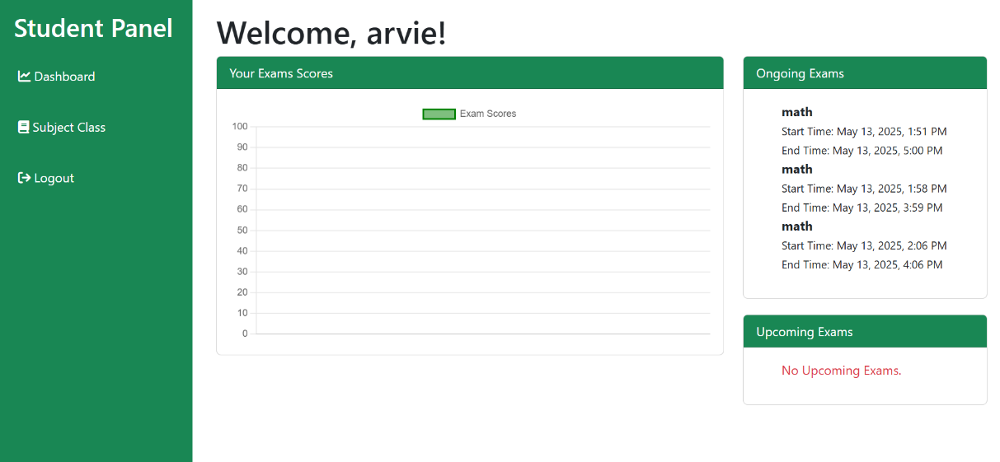 Student Panel
Dashboard
Subject Class
Logout
Welcome, arvie!
Your Exams Scores
Exam Scores
100
90
80
70
60
50
40
30
20
10
0
Ongoing Exams
math
Start Time: May 13, 2025, 1:51 PM
End Time: May 13, 2025, 5:00 PM
math
Start Time: May 13, 2025, 1:58 PM
End Time: May 13, 2025, 3:59 PM
math
Start Time: May 13, 2025, 2:06 PM
End Time: May 13, 2025, 4:06 PM
Upcoming Exams
No Upcoming Exams.